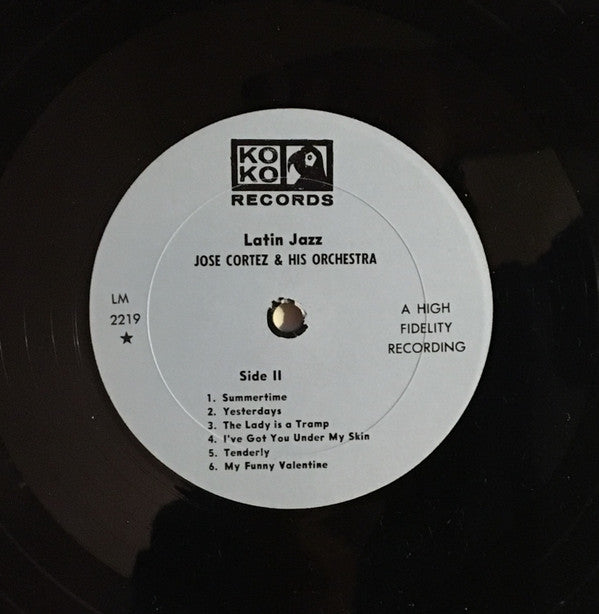 KO
KO
RECORDS
Latin Jazz
JOSE CORTEZ & HIS ORCHESTRA
LM
2219
★
A HIGH
FIDELITY
RECORDING
Side II
1. Summertime
2. Yesterdays
3. The Lady is a Tramp
4. I've Got You Under My Skin
5. Tenderly
6. My Funny Valentine